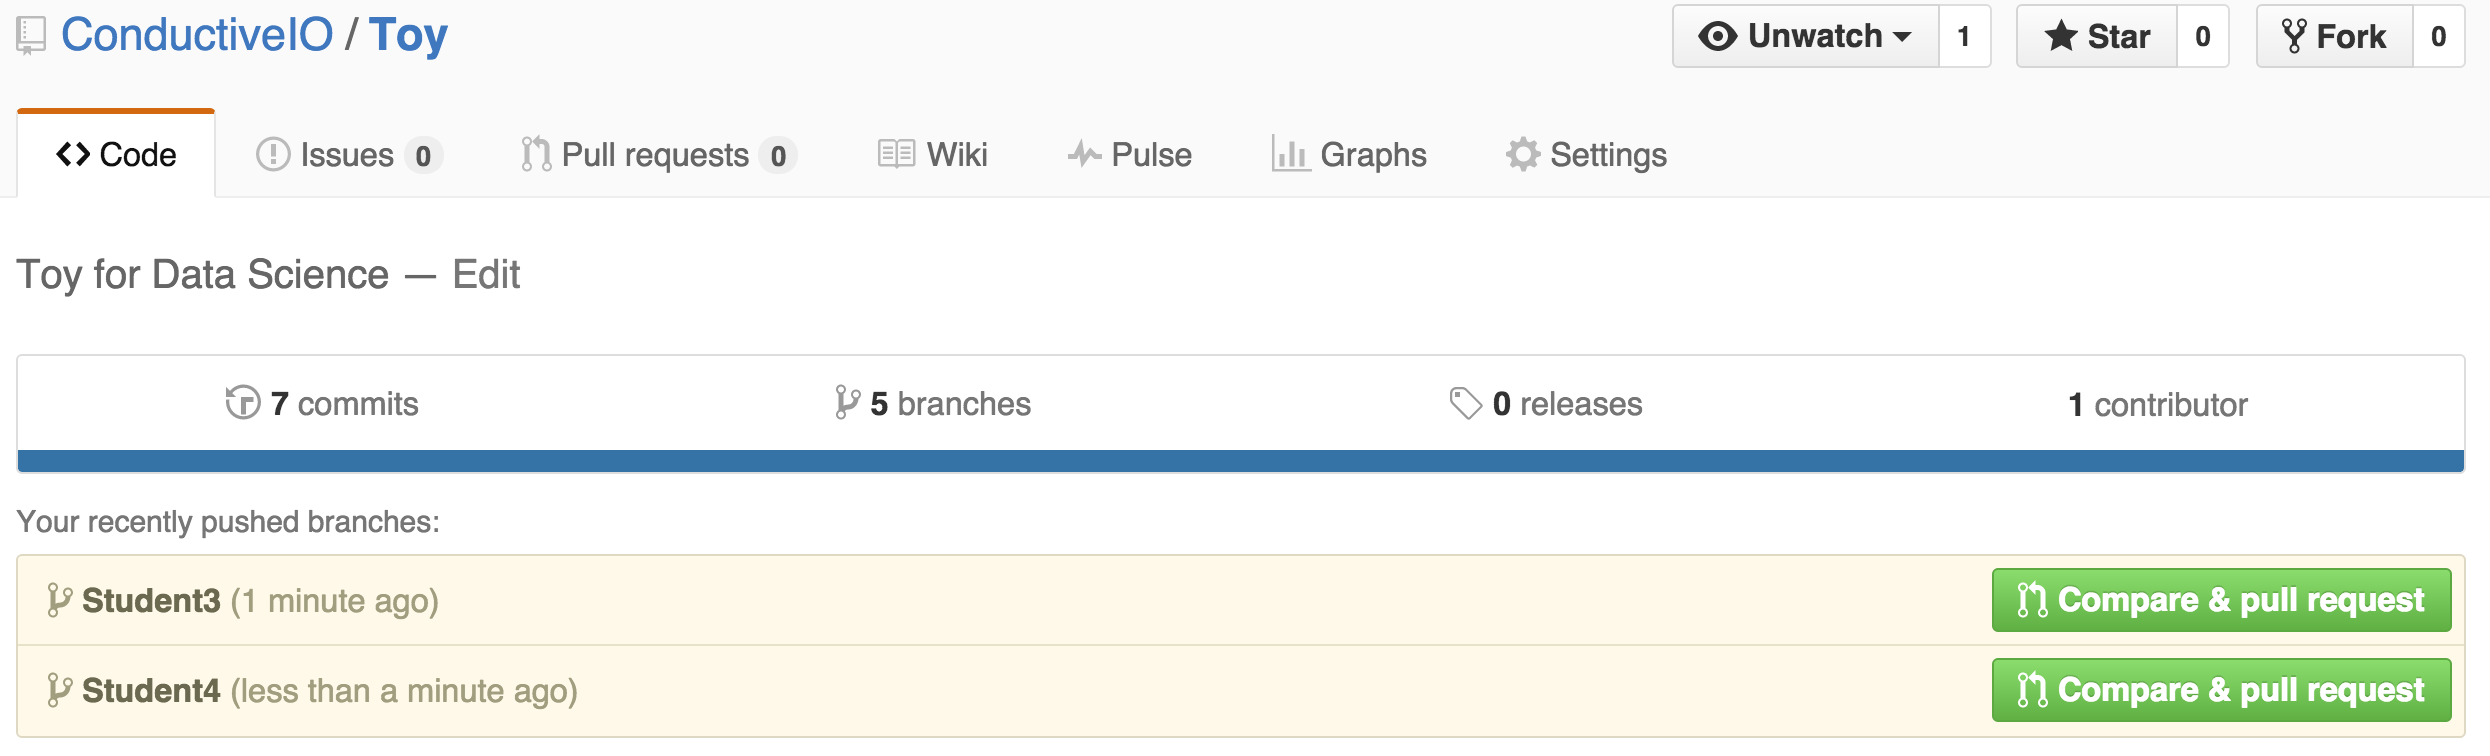 ConductiveIO / Toy
Unwatch 1 Star 0 Fork 0
Code Issues 0 Pull requests 0 Wiki Pulse Graphs Settings
Toy for Data Science — Edit
7 commits 5 branches 0 releases 1 contributor
Your recently pushed branches:
Student3 (1 minute ago) Compare & pull request
Student4 (less than a minute ago) Compare & pull request